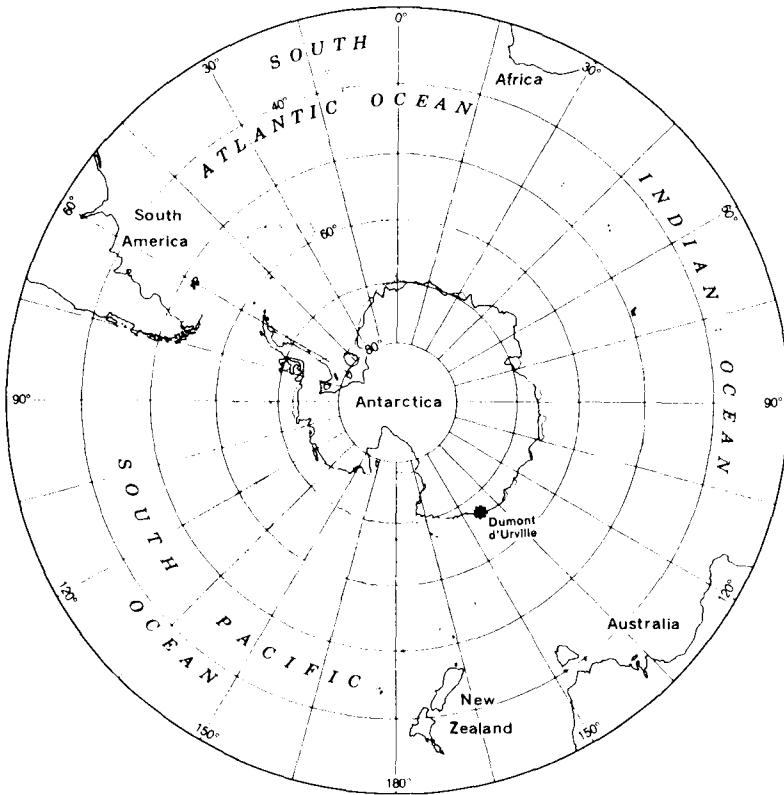 0°
SOUTH
30°
Africa
30°
40°
ATLANTIC OCEAN
60°
South
America
60°
60°
INDIAN OCEAN
80°
90°
Antarctica
90°
Dumont
d'Urville
SOUTH PACIFIC
OCEAN
120°
120°
Australia
New
Zealand
150°
150°
180°